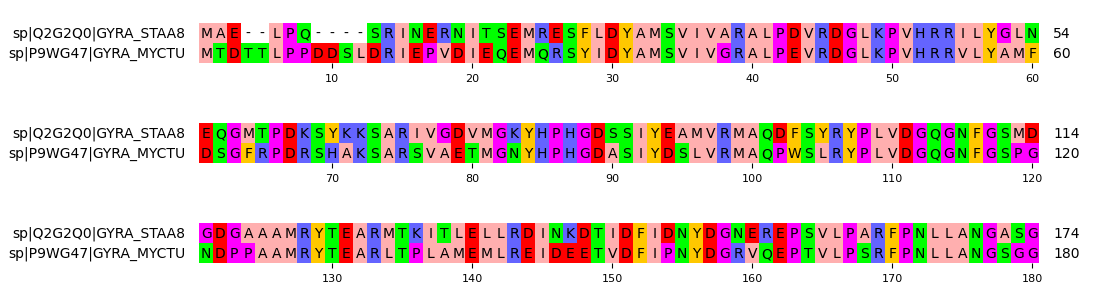 sp|Q2G2Q0|GYRA_STAA8 MAE--LPQ----SRINERNITSEMRESFLDYAMSVIVARALPDVRDGLKPVHRRILYGLN 54
sp|P9WG47|GYRA_MYCTU MTDTTLPPDDSLDRIEPVDIEQEMQRSYIDYAMSVIVGRALPEVRDGLKPVHRRVLYAMF 60
10 20 30 40 50 60
sp|Q2G2Q0|GYRA_STAA8 EQGMTPDKSYKKSARIVGDVMGKYHPHGDSSIYEAMVRMAQDFSYRYPLVDGQGNFGSMD 114
sp|P9WG47|GYRA_MYCTU DSGFRPDRSHAKSARSVAETMGNYHPHGDASIYDSLVRMAQPWSLRYPLVDGQGNFGSPG 120
70 80 90 100 110 120
sp|Q2G2Q0|GYRA_STAA8 GDGAAAMRYTEARMTKITLELLRDINKDTIDFIDNYDGNEREPSVLPARFPNLLANGASG 174
sp|P9WG47|GYRA_MYCTU NDPPAAMRYTEARLTPLAMEMLREIDEETVDFIPNYDGRVQEPTVLPSRFPNLLANGSGG 180
130 140 150 160 170 180